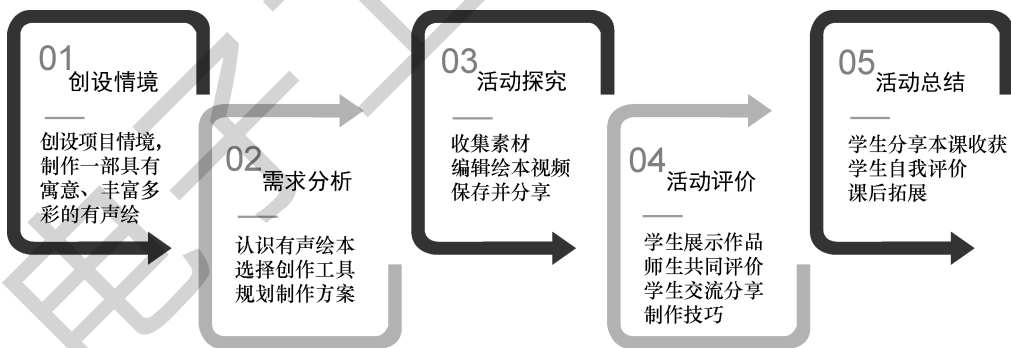 01
创设情境
创设项目情境，
制作一部具有
寓意、丰富多
彩的有声绘
02
需求分析
认识有声绘本
选择创作工具
规划制作方案
03
活动探究
收集素材
编辑绘本视频
保存并分享
04
活动评价
学生展示作品
师生共同评价
学生交流分享
制作技巧
05
活动总结
学生分享本课收获
学生自我评价
课后拓展